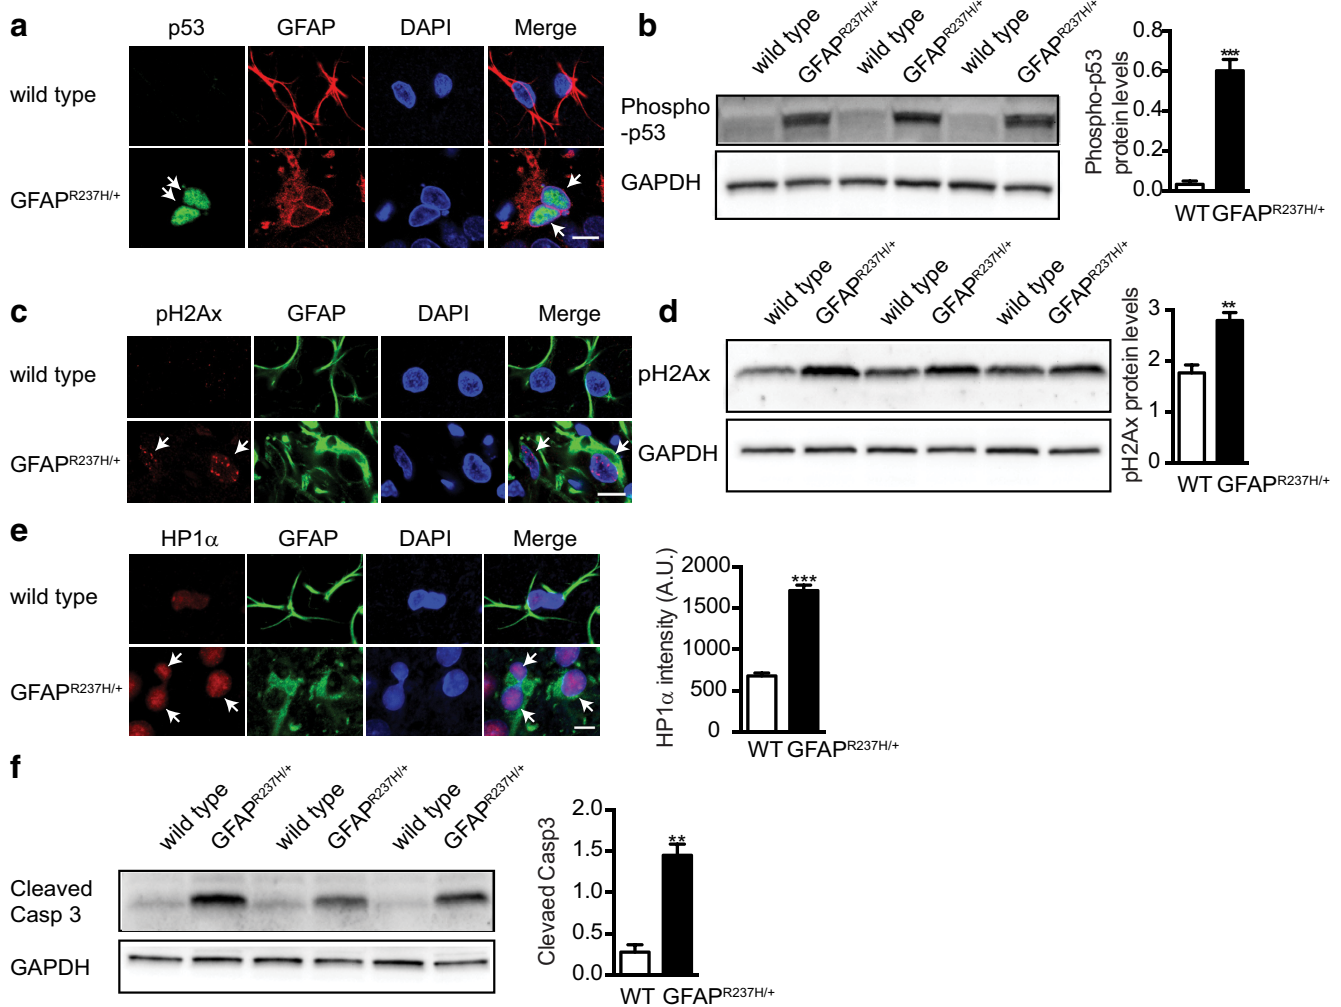 a
p53 GFAP DAPI Merge
wild type
GFAPR237H/+
b
wild type GFAPR237H/+ wild type GFAPR237H/+ wild type GFAPR237H/+
Phospho
-p53
GAPDH
Phospho-p53
protein levels
0.8
0.6
0.4
0.2
0.0
***
WT GFAPR237H/+
c
pH2Ax GFAP DAPI Merge
wild type
GFAPR237H/+
d
wild type GFAPR237H/+ wild type GFAPR237H/+ wild type GFAPR237H/+
pH2Ax
GAPDH
pH2Ax protein levels
3
2
1
0
**
WT GFAPR237H/+
e
HP1α GFAP DAPI Merge
wild type
GFAPR237H/+
HP1α intensity (A.U.)
2000
1500
1000
500
0
***
WT GFAPR237H/+
f
wild type GFAPR237H/+ wild type GFAPR237H/+ wild type GFAPR237H/+
Cleaved
Casp 3
GAPDH
Clevaed Casp3
2.0
1.5
1.0
0.5
0.0
**
WT GFAPR237H/+